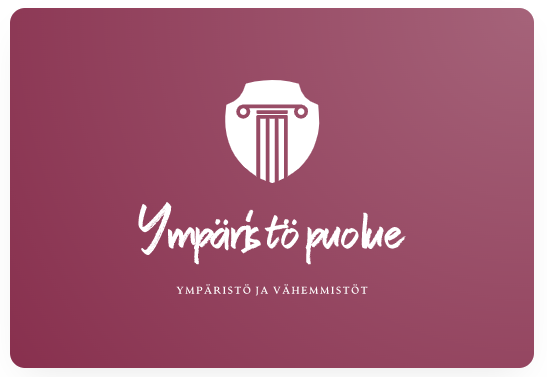 Ympäristö puolue
YMPÄRISTÖ JA VÄHEMMISTÖT